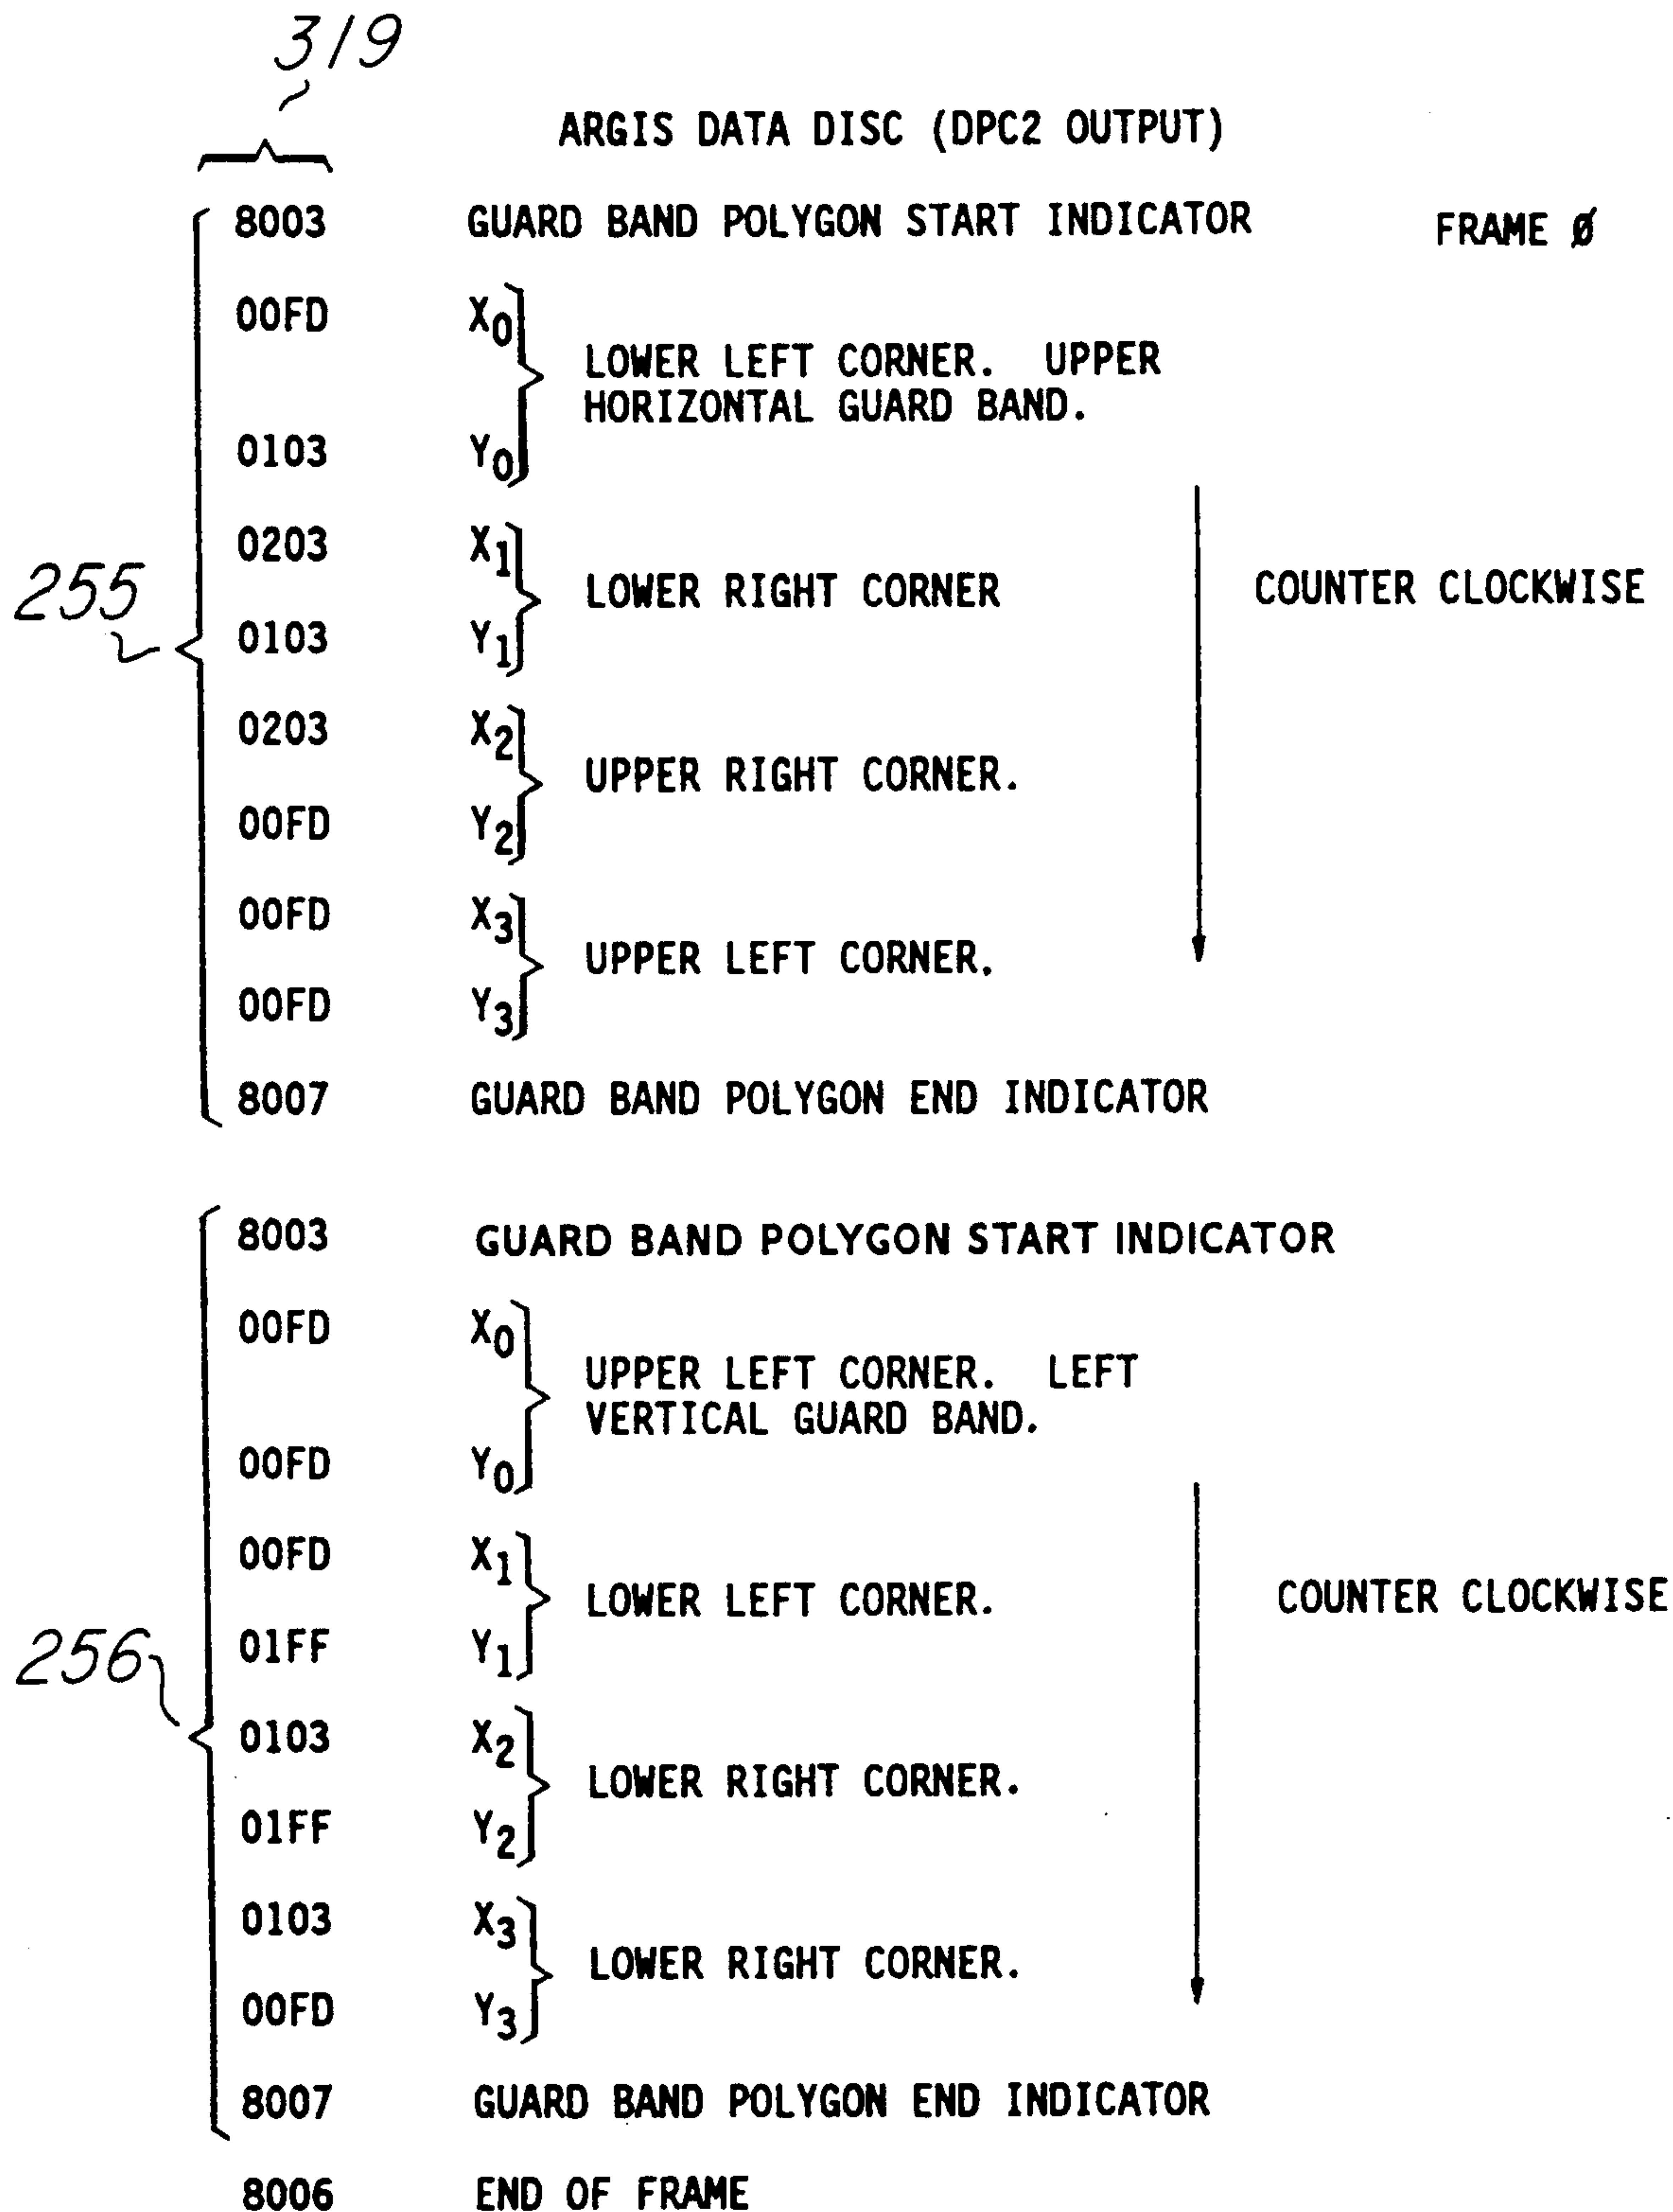 319
ARGIS DATA DISC (DPC2 OUTPUT)
8003 GUARD BAND POLYGON START INDICATOR FRAME Ø
00FD X0
LOWER LEFT CORNER. UPPER
HORIZONTAL GUARD BAND.
0103 Y0
0203 X1
255 LOWER RIGHT CORNER COUNTER CLOCKWISE
0103 Y1
0203 X2
UPPER RIGHT CORNER.
00FD Y2
00FD X3
UPPER LEFT CORNER.
00FD Y3
8007 GUARD BAND POLYGON END INDICATOR
8003 GUARD BAND POLYGON START INDICATOR
00FD X0
UPPER LEFT CORNER. LEFT
VERTICAL GUARD BAND.
00FD Y0
00FD X1
LOWER LEFT CORNER. COUNTER CLOCKWISE
01FF Y1
256
0103 X2
LOWER RIGHT CORNER.
01FF Y2
0103 X3
LOWER RIGHT CORNER.
00FD Y3
8007 GUARD BAND POLYGON END INDICATOR
8006 END OF FRAME